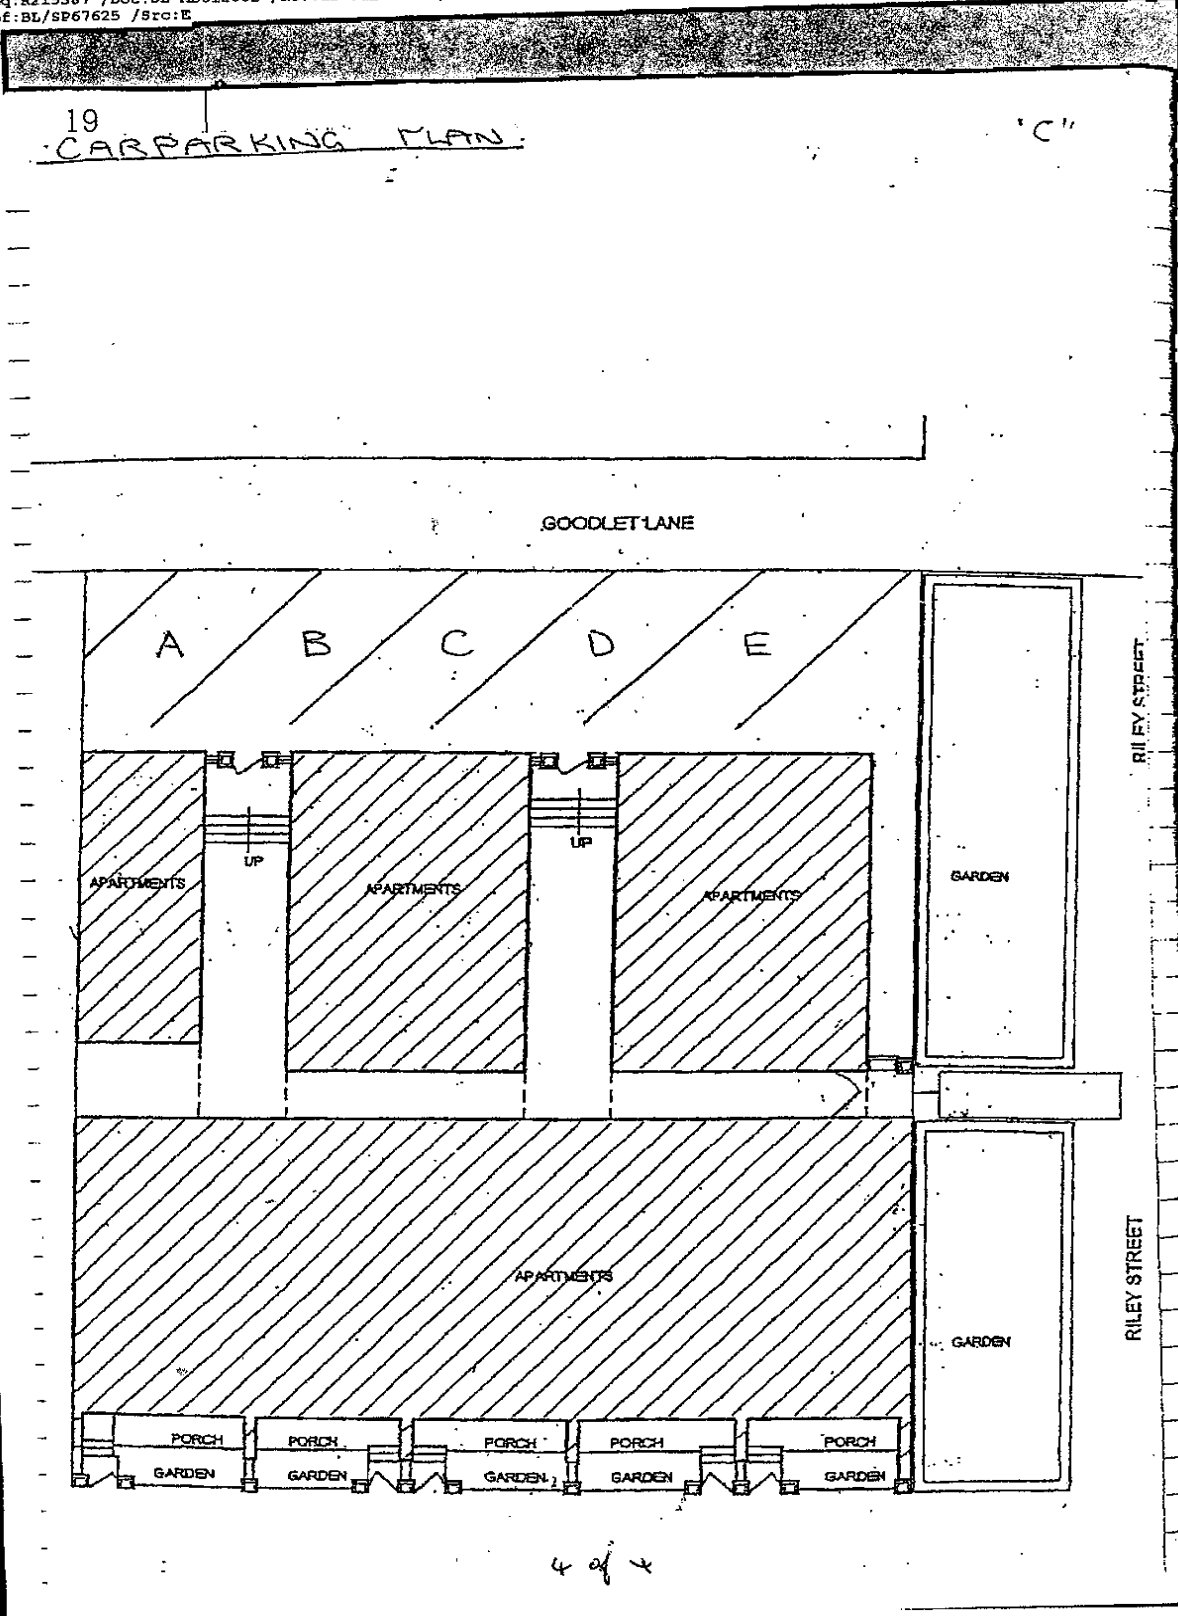 f:BL/SP67625 /Src:E
19
CARPARKING PLAN
"C"
GOODLET LANE
A B C D E
RILEY STREET
UP
UP
APARTMENTS
APARTMENTS
APARTMENTS
GARDEN
APARTMENTS
RILEY STREET
GARDEN
PORCH PORCH PORCH PORCH PORCH
GARDEN GARDEN GARDEN GARDEN GARDEN
4 of 4